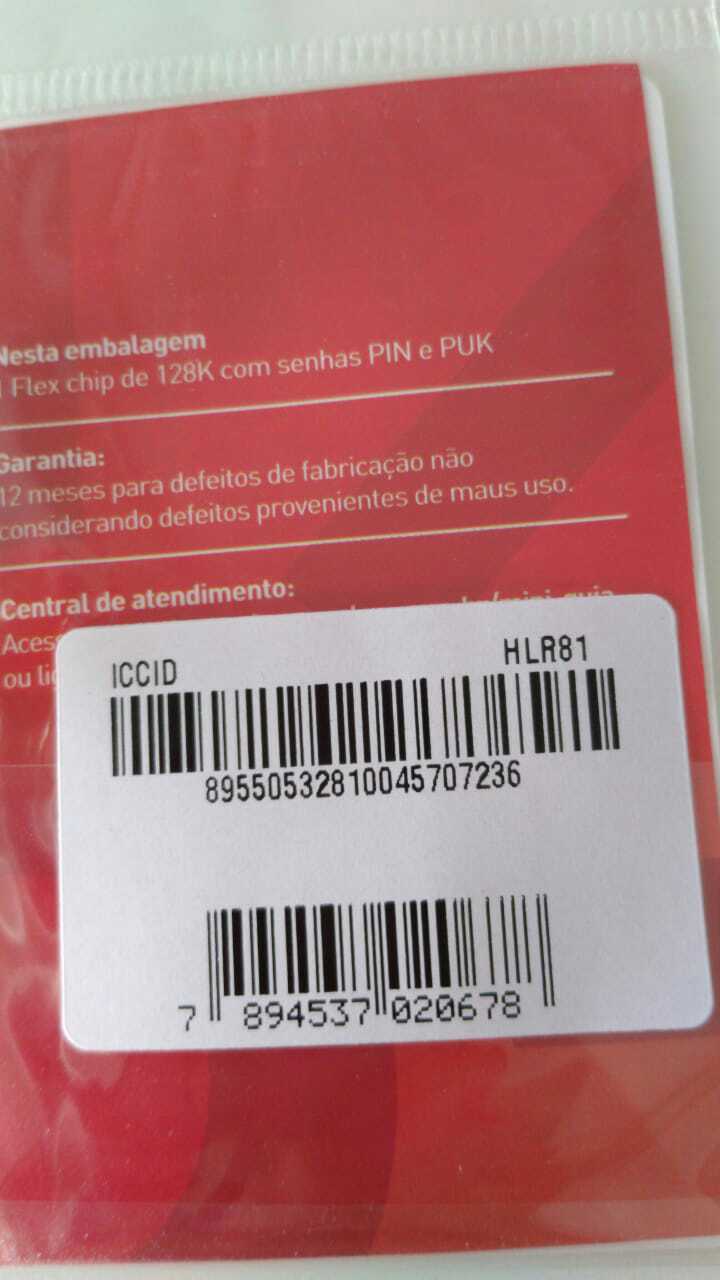 Nesta embalagem
1 Flex chip de 128K com senhas PIN e PUK
Garantia:
12 meses para defeitos de fabricação não
considerando defeitos provenientes de maus uso.
Central de atendimento:
ICCID HLR81
89550532810045707236
7 894537 020678